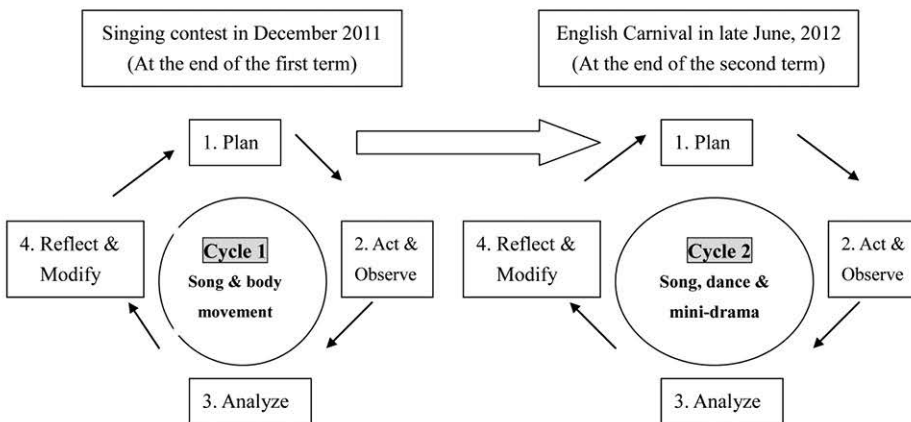 Singing contest in December 2011
(At the end of the first term)
English Carnival in late June, 2012
(At the end of the second term)
1. Plan
4. Reflect &
Modify
Cycle 1
Song & body
movement
2. Act &
Observe
3. Analyze
1. Plan
4. Reflect &
Modify
Cycle 2
Song, dance &
mini-drama
2. Act &
Observe
3. Analyze